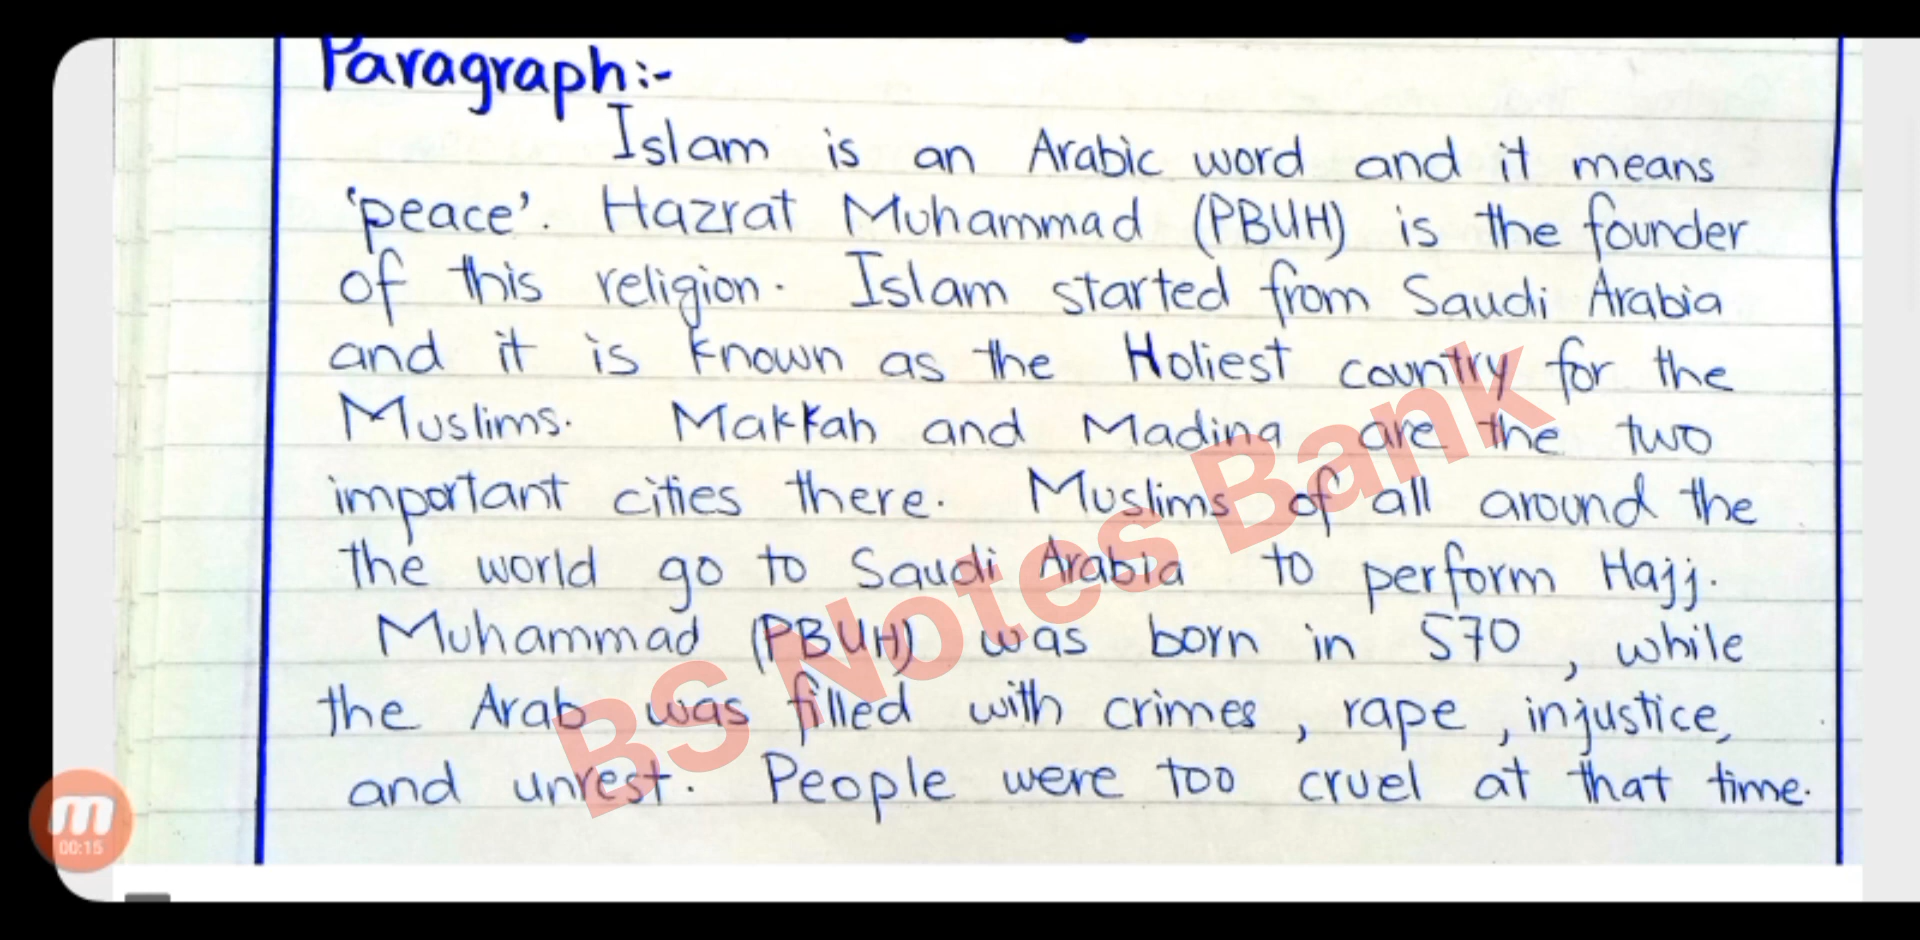 Paragraph:-
Islam is an Arabic word and it means
'peace'. Hazrat Muhammad (PBUH) is the founder
of this religion. Islam started from Saudi Arabia
and it is known as the Holiest country for the
Muslims. Makkah and Madina are the two
important cities there. Muslims of all around the
the world go to Saudi Arabia to perform Hajj.
Muhammad (PBUH) was born in 570, while
the Arab was filled with crimes, rape, injustice,
and unrest. People were too cruel at that time.
BS Notes Bank
m
00:15